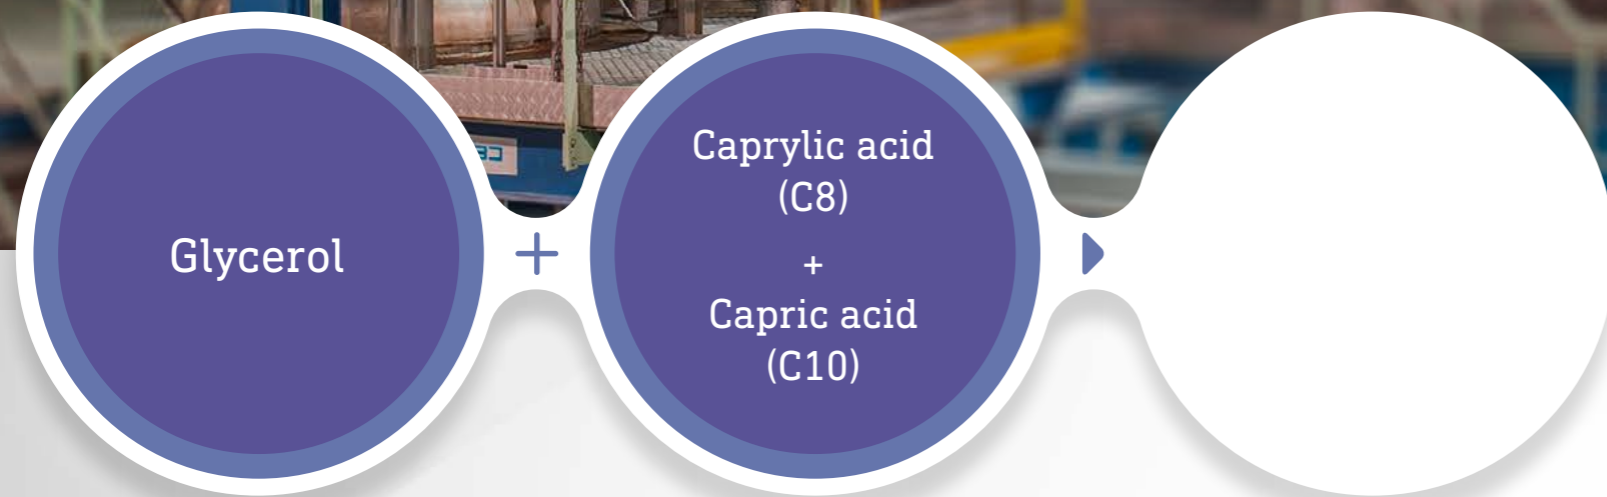 Glycerol
+
Caprylic acid
(C8)
+
Capric acid
(C10)